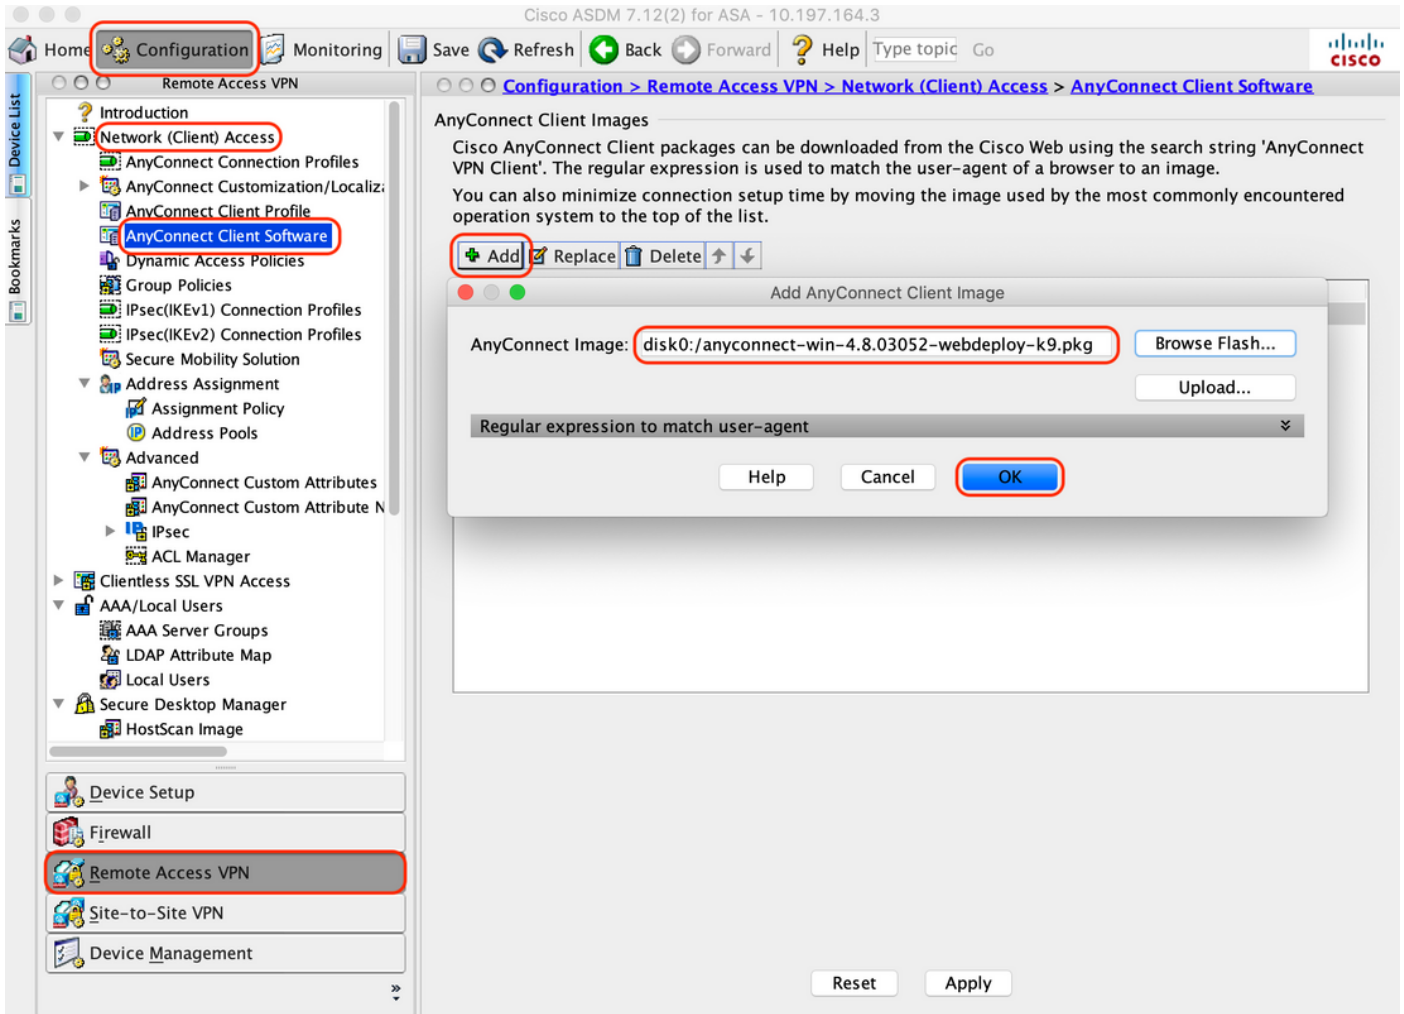 Cisco ASDM 7.12(2) for ASA - 10.197.164.3
Home Configuration Monitoring Save Refresh Back Forward Help Type topic Go
CISCO
Device List
Bookmarks
Remote Access VPN
Introduction
Network (Client) Access
AnyConnect Connection Profiles
AnyConnect Customization/Localiz
AnyConnect Client Profile
AnyConnect Client Software
Dynamic Access Policies
Group Policies
IPsec(IKEv1) Connection Profiles
IPsec(IKEv2) Connection Profiles
Secure Mobility Solution
Address Assignment
Assignment Policy
Address Pools
Advanced
AnyConnect Custom Attributes
AnyConnect Custom Attribute N
IPsec
ACL Manager
Clientless SSL VPN Access
AAA/Local Users
AAA Server Groups
LDAP Attribute Map
Local Users
Secure Desktop Manager
HostScan Image
Device Setup
Firewall
Remote Access VPN
Site-to-Site VPN
Device Management
Configuration > Remote Access VPN > Network (Client) Access > AnyConnect Client Software
AnyConnect Client Images
Cisco AnyConnect Client packages can be downloaded from the Cisco Web using the search string 'AnyConnect
VPN Client'. The regular expression is used to match the user-agent of a browser to an image.
You can also minimize connection setup time by moving the image used by the most commonly encountered
operation system to the top of the list.
Add Replace Delete
Add AnyConnect Client Image
AnyConnect Image: disk0:/anyconnect-win-4.8.03052-webdeploy-k9.pkg Browse Flash...
Upload...
Regular expression to match user-agent
Help Cancel OK
Reset Apply